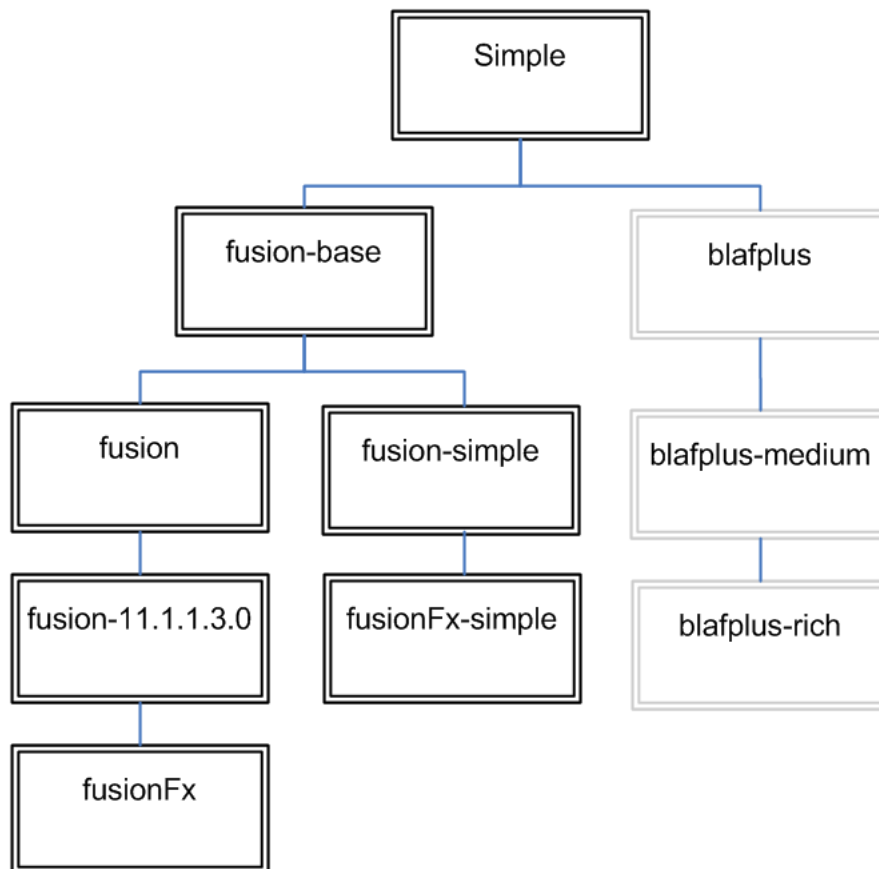 Simple
fusion-base
blafplus
fusion
fusion-simple
blafplus-medium
fusion-11.1.1.3.0
fusionFx-simple
blafplus-rich
fusionFx